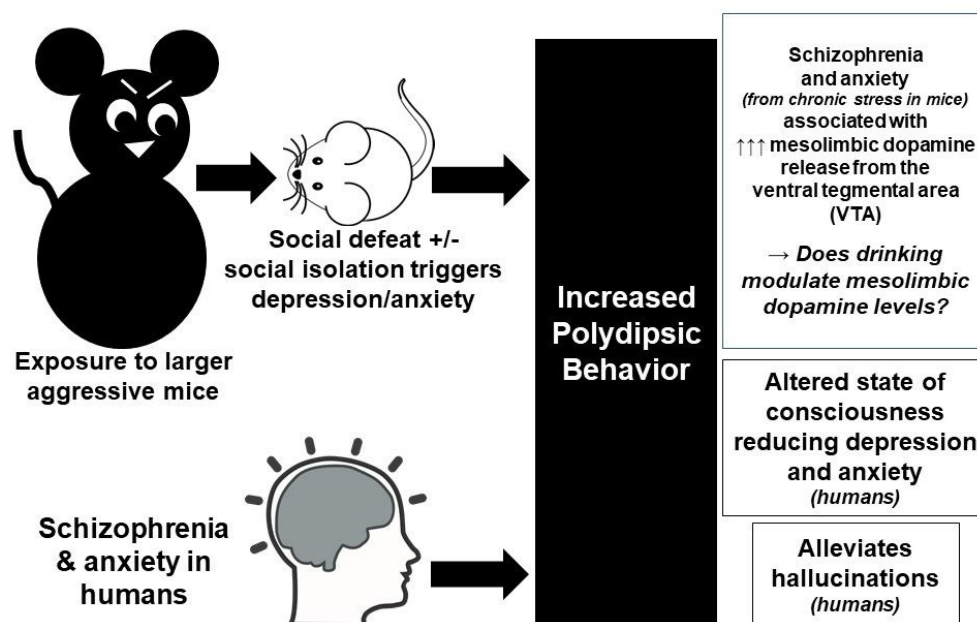 Exposure to larger
aggressive mice
Social defeat +/-
social isolation triggers
depression/anxiety
Schizophrenia
& anxiety in
humans
Increased
Polydipsic
Behavior
Schizophrenia
and anxiety
(from chronic stress in mice)
associated with
↑↑↑ mesolimbic dopamine
release from the
ventral tegmental area
(VTA)
→ Does drinking
modulate mesolimbic
dopamine levels?
Altered state of
consciousness
reducing depression
and anxiety
(humans)
Alleviates
hallucinations
(humans)